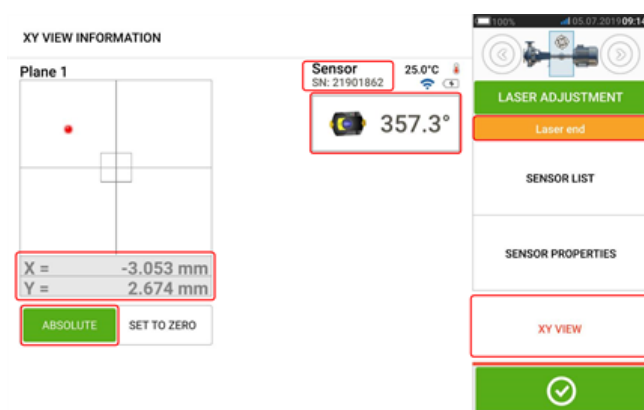 XY VIEW INFORMATION
Plane 1
X = -3.053 mm
Y = 2.674 mm
ABSOLUTE SET TO ZERO
Sensor 25.0°C
SN: 21901862
357.3°
100% 05.07.2019 09:14
LASER ADJUSTMENT
Laser end
SENSOR LIST
SENSOR PROPERTIES
XY VIEW